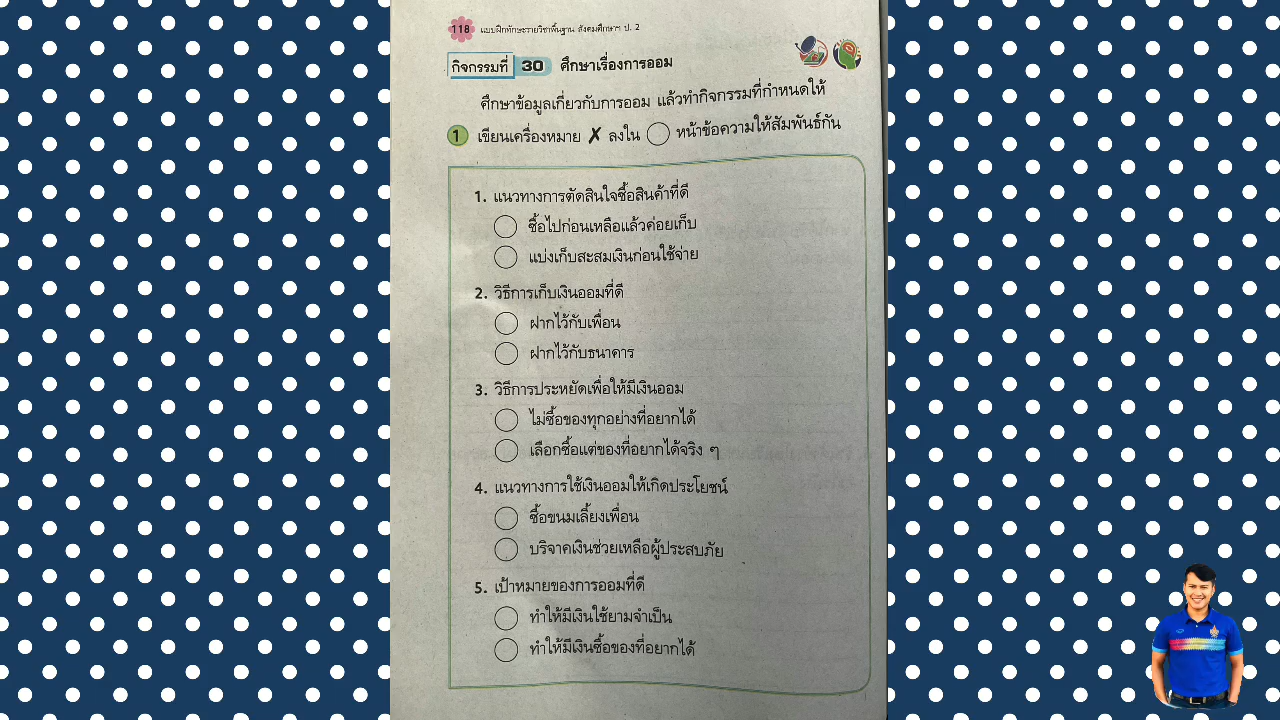 118 แบบฝึกทักษะรายวิชาพื้นฐาน สังคมศึกษาฯ ป. 2
กิจกรรมที่ 30 ศึกษาเรื่องการออม
ศึกษาข้อมูลเกี่ยวกับการออม แล้วทำกิจกรรมที่กำหนดให้
1 เขียนเครื่องหมาย ✗ ลงใน ◯ หน้าข้อความให้สัมพันธ์กัน
1. แนวทางการตัดสินใจซื้อสินค้าที่ดี
◯ ซื้อไปก่อนเหลือแล้วค่อยเก็บ
◯ แบ่งเก็บสะสมเงินก่อนใช้จ่าย
2. วิธีการเก็บเงินออมที่ดี
◯ ฝากไว้กับเพื่อน
◯ ฝากไว้กับธนาคาร
3. วิธีการประหยัดเพื่อให้มีเงินออม
◯ ไม่ซื้อของทุกอย่างที่อยากได้
◯ เลือกซื้อแต่ของที่อยากได้จริง ๆ
4. แนวทางการใช้เงินออมให้เกิดประโยชน์
◯ ซื้อขนมเลี้ยงเพื่อน
◯ บริจาคเงินช่วยเหลือผู้ประสบภัย
5. เป้าหมายของการออมที่ดี
◯ ทำให้มีเงินใช้ยามจำเป็น
◯ ทำให้มีเงินซื้อของที่อยากได้